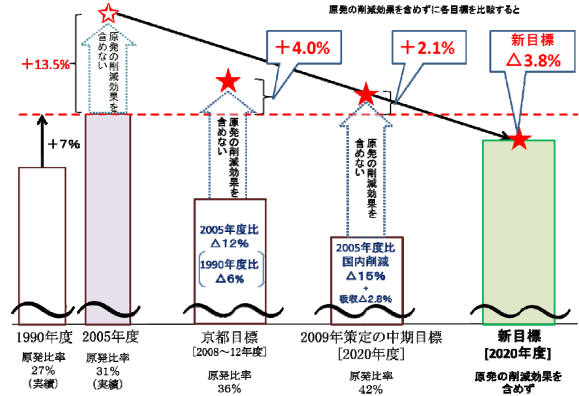 原発の削減効果を含めずに各目標を比較すると
+13.5%
原発の削減効果を
含めない
+4.0%
+2.1%
新目標
△3.8%
+7%
原発の削減効果を
含めない
原発の削減効果を
含めない
2005年度比
△12%
1990年度比
△6%
2005年度比
国内削減
△15%
+
吸収△2.8%
1990年度
原発比率
27%
(実績)
2005年度
原発比率
31%
(実績)
京都目標
[2008～12年度]
原発比率
36%
2009年策定の中期目標
[2020年度]
原発比率
42%
新目標
[2020年度]
原発の削減効果を
含めず